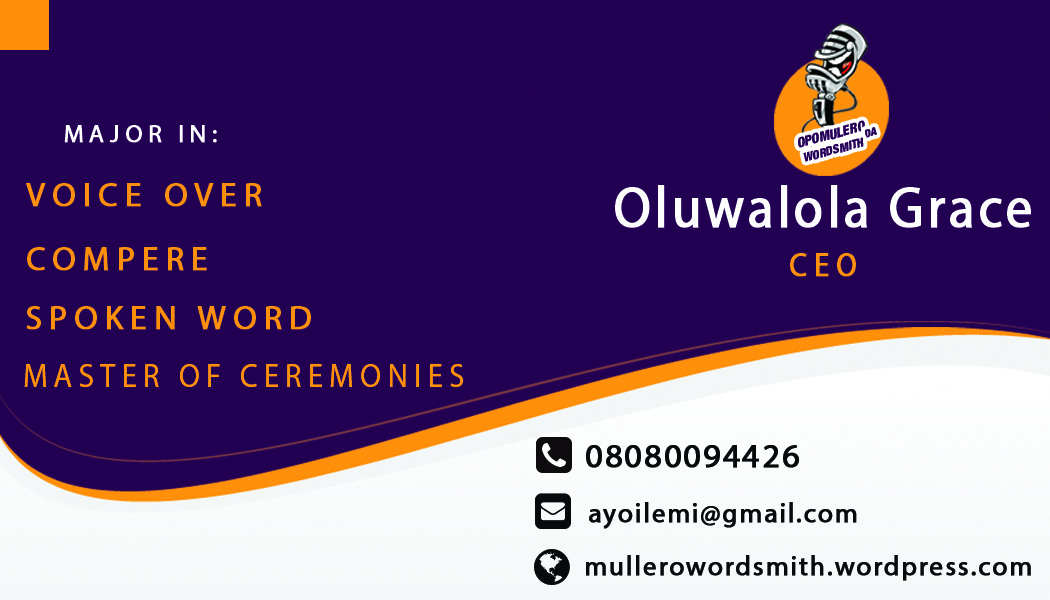 MAJOR IN:
VOICE OVER
COMPERE
SPOKEN WORD
MASTER OF CEREMONIES
OPOMULERO
DA
WORDSMITH
Oluwalola Grace
CEO
08080094426
ayoilemi@gmail.com
mullerowordsmith.wordpress.com